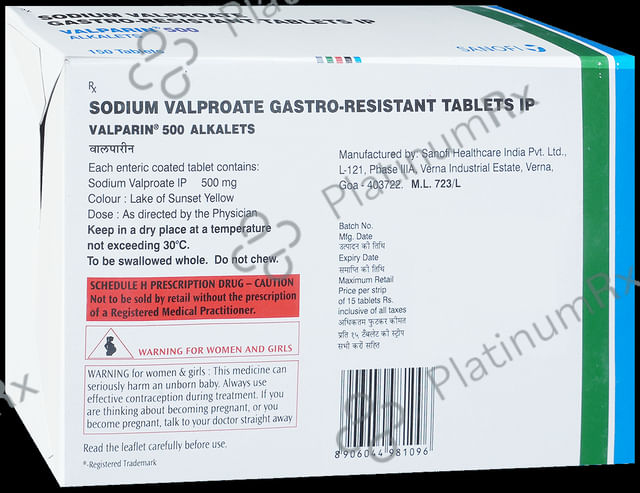 SODIUM VALPROATE
GASTRO-RESISTANT TABLETS IP
VALPARIN® 500
ALKALETS
150 Tablets
SANOFI
Rx
SODIUM VALPROATE GASTRO-RESISTANT TABLETS IP
VALPARIN® 500 ALKALETS
वालपारीन
Each enteric coated tablet contains:
Sodium Valproate IP 500 mg
Colour : Lake of Sunset Yellow
Dose : As directed by the Physician
Keep in a dry place at a temperature
not exceeding 30°C.
To be swallowed whole. Do not chew.
SCHEDULE H PRESCRIPTION DRUG – CAUTION
Not to be sold by retail without the prescription
of a Registered Medical Practitioner.
WARNING FOR WOMEN AND GIRLS
WARNING for women & girls : This medicine can
seriously harm an unborn baby. Always use
effective contraception during treatment. If you
are thinking about becoming pregnant, or you
become pregnant, talk to your doctor straight away
Read the leaflet carefully before use.
®-Registered Trademark
Manufactured by: Sanofi Healthcare India Pvt. Ltd.,
L-121, Phase IIIA, Verna Industrial Estate, Verna,
Goa - 403722. M.L. 723/L
Batch No.
Mfg. Date
उत्पादन की तिथि
Expiry Date
समाप्ति की तिथि
Maximum Retail
Price per strip
of 15 tablets Rs.
inclusive of all taxes
अधिकतम फुटकर कीमत
प्रति १५ टॅबलेट की स्ट्रीप
सभी करों सहित
8906044981096
PlatinumRx
PlatinumRx
PlatinumRx
PlatinumRx